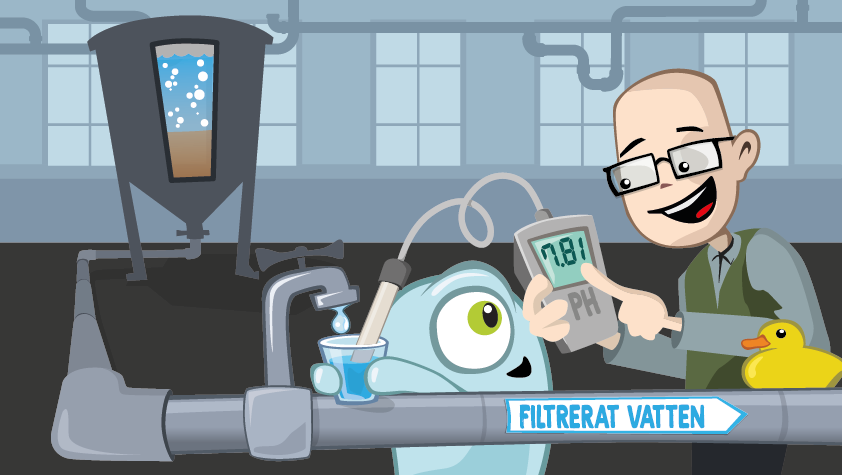 7.81
PH
FILTRERAT VATTEN